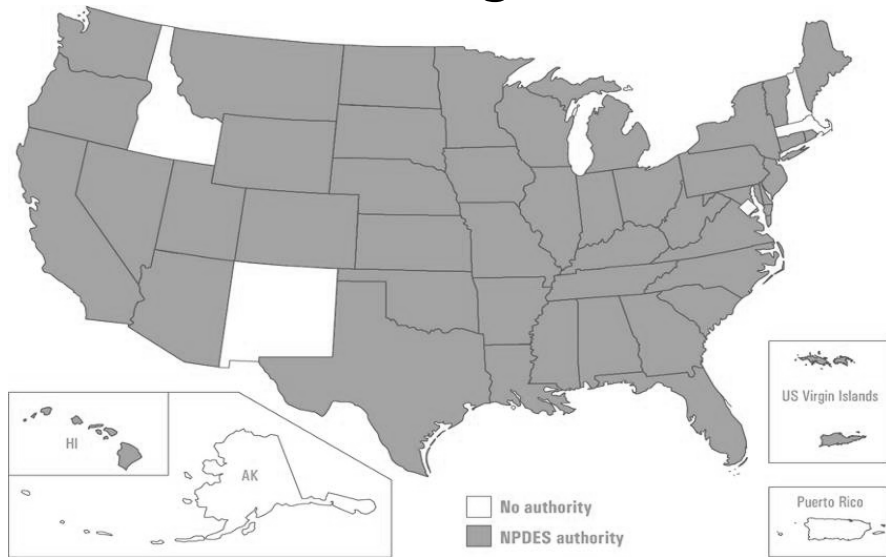 HI
AK
US Virgin Islands
Puerto Rico
No authority
NPDES authority